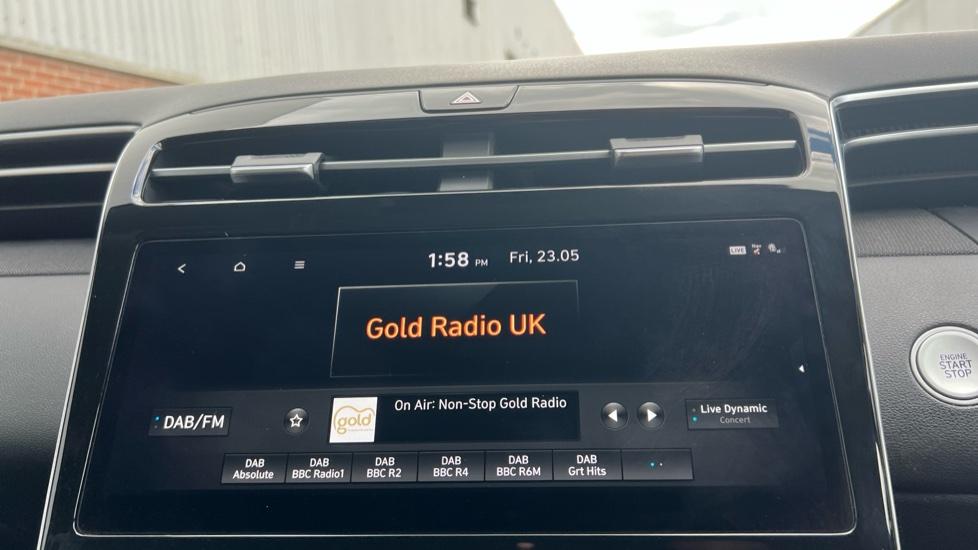 1:58 PM Fri, 23.05
LIVE
Gold Radio UK
DAB/FM
gold
On Air: Non-Stop Gold Radio
Live Dynamic
Concert
DAB
Absolute
DAB
BBC Radio1
DAB
BBC R2
DAB
BBC R4
DAB
BBC R6M
DAB
Grt Hits
ENGINE
START
STOP